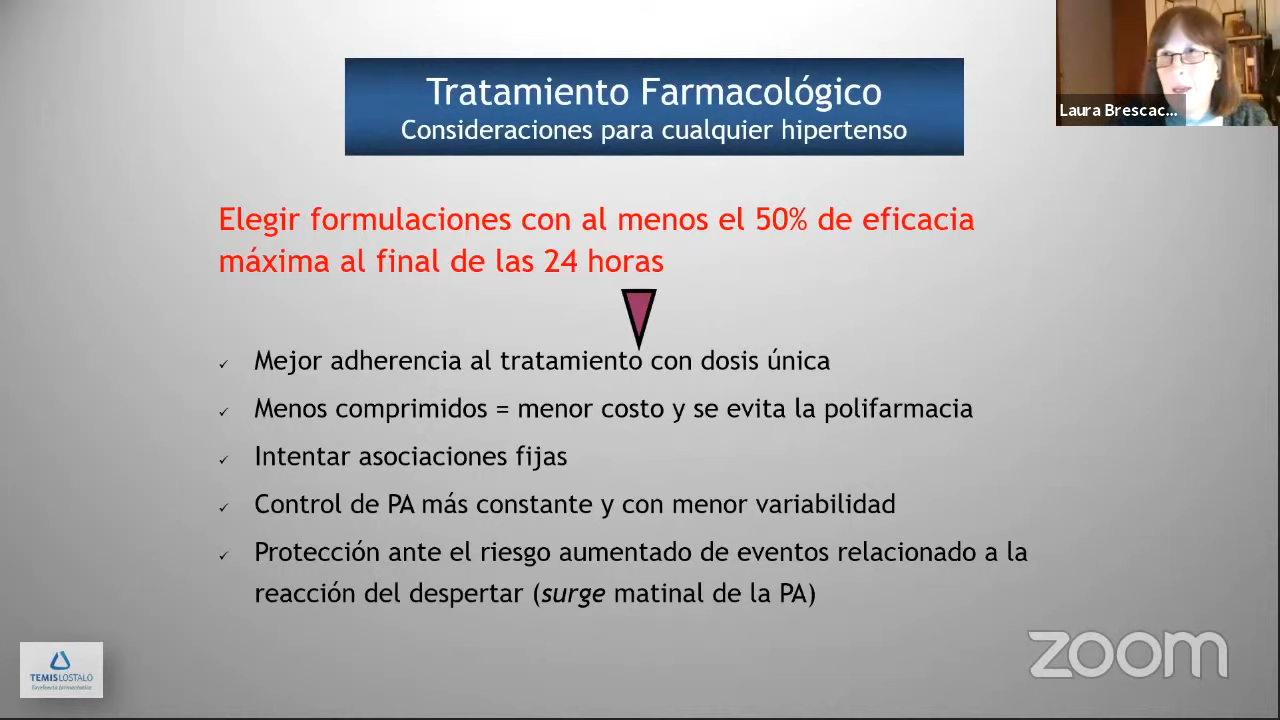 Tratamiento Farmacológico
Consideraciones para cualquier hipertenso
Laura Brescac...
Elegir formulaciones con al menos el 50% de eficacia
máxima al final de las 24 horas
✓ Mejor adherencia al tratamiento con dosis única
✓ Menos comprimidos = menor costo y se evita la polifarmacia
✓ Intentar asociaciones fijas
✓ Control de PA más constante y con menor variabilidad
✓ Protección ante el riesgo aumentado de eventos relacionado a la
reacción del despertar (surge matinal de la PA)
TEMISLOSTALÓ
Excelencia farmacéutica
zoom